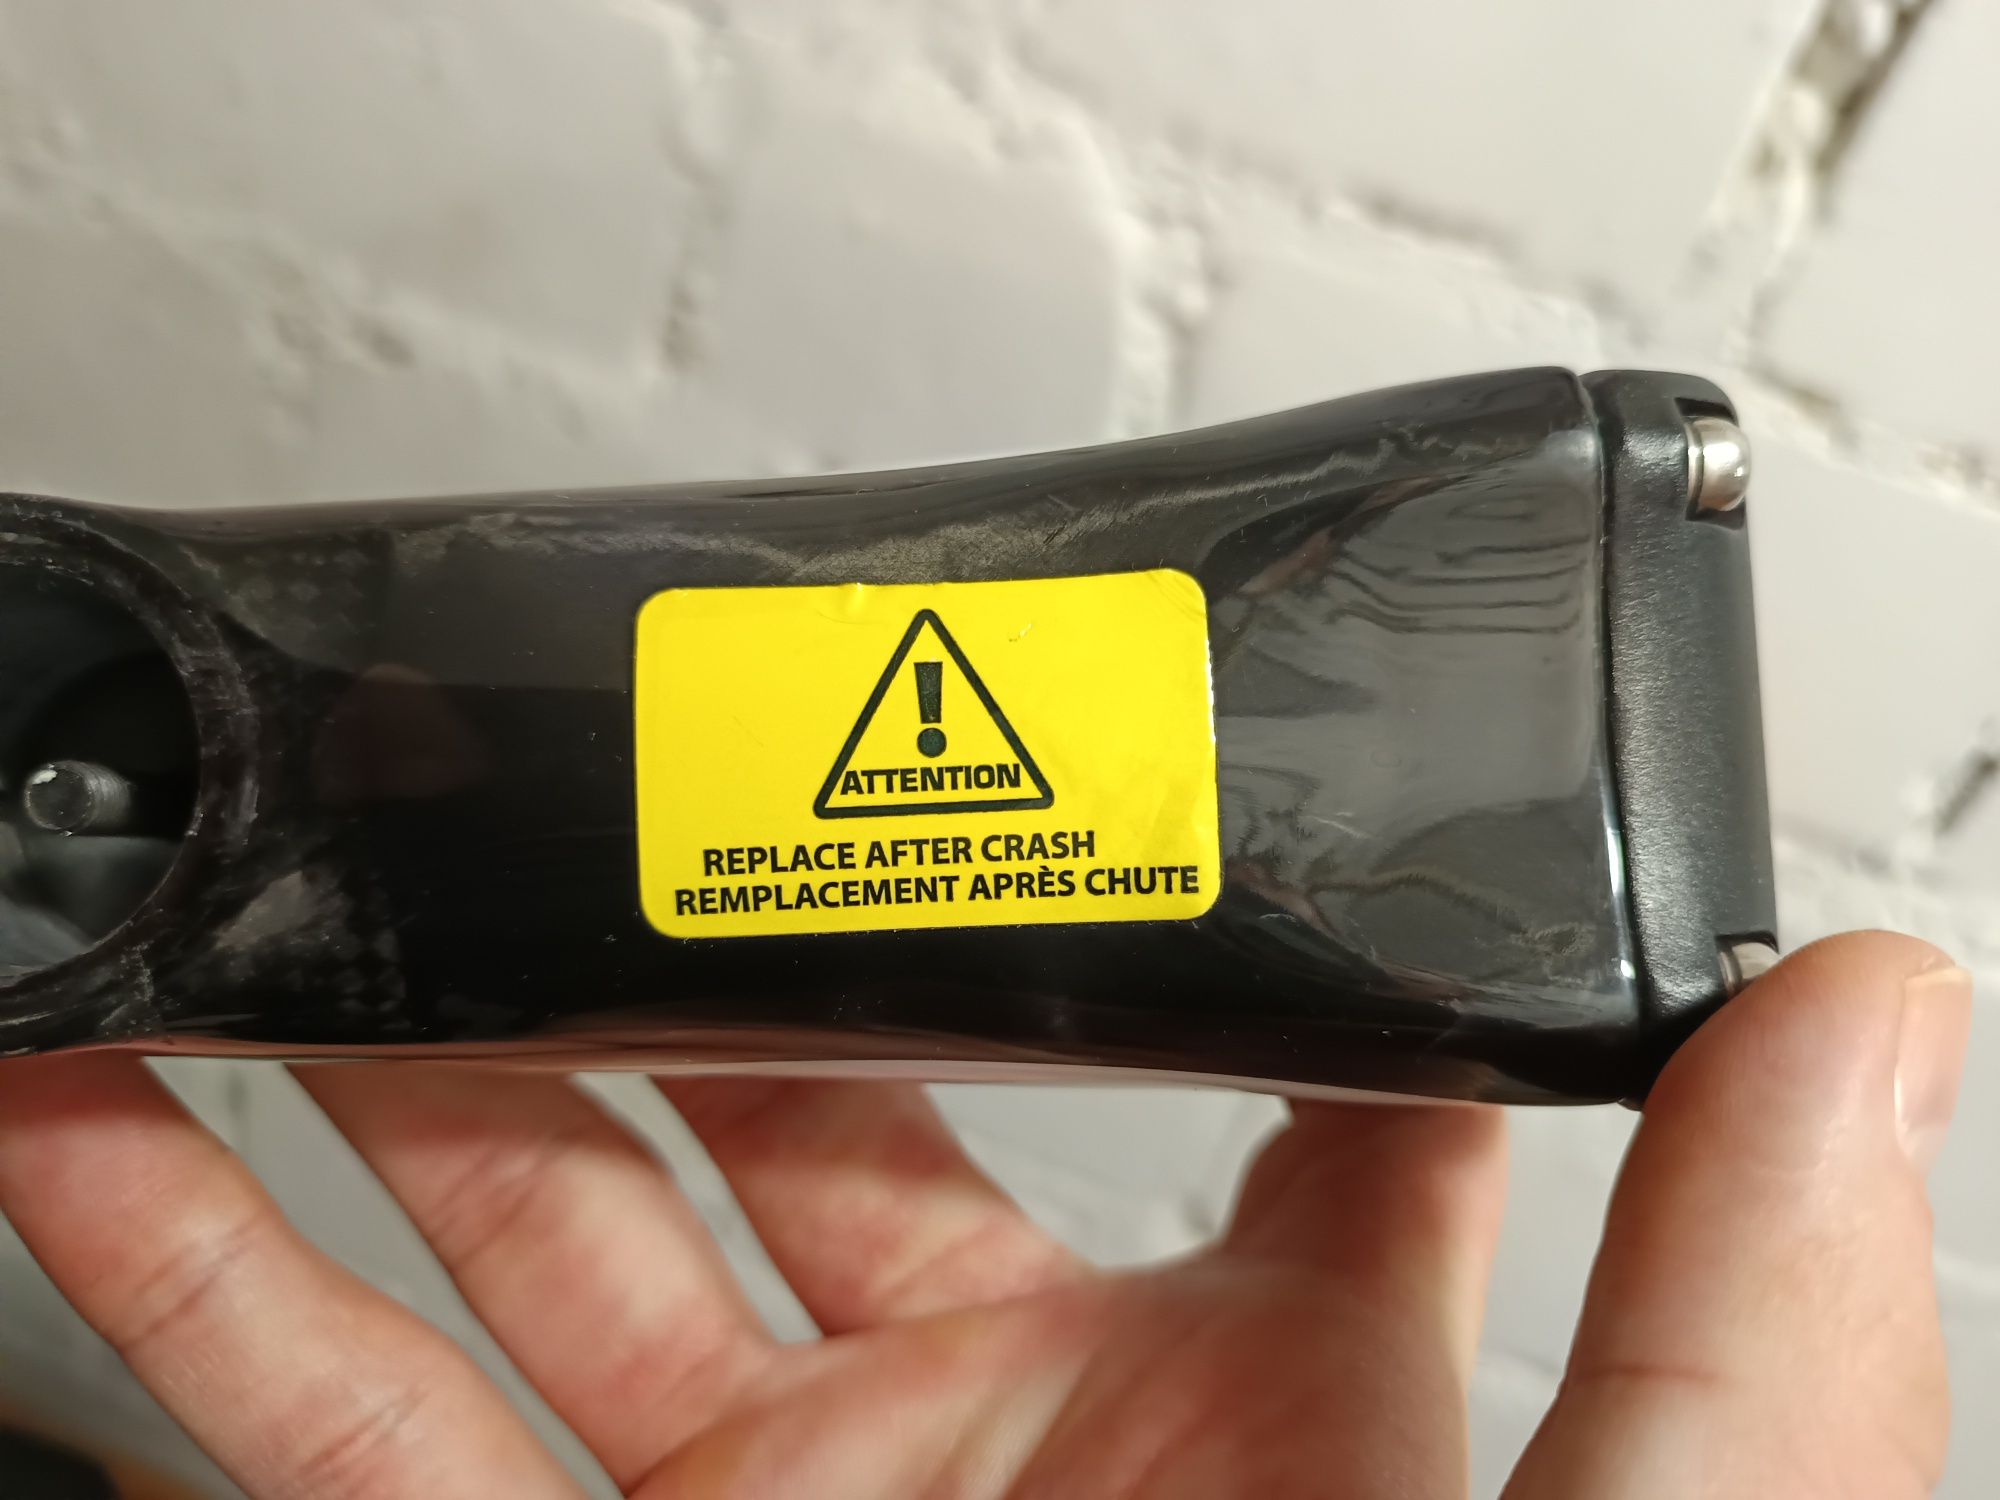 ATTENTION
REPLACE AFTER CRASH
REMPLACEMENT APRÈS CHUTE